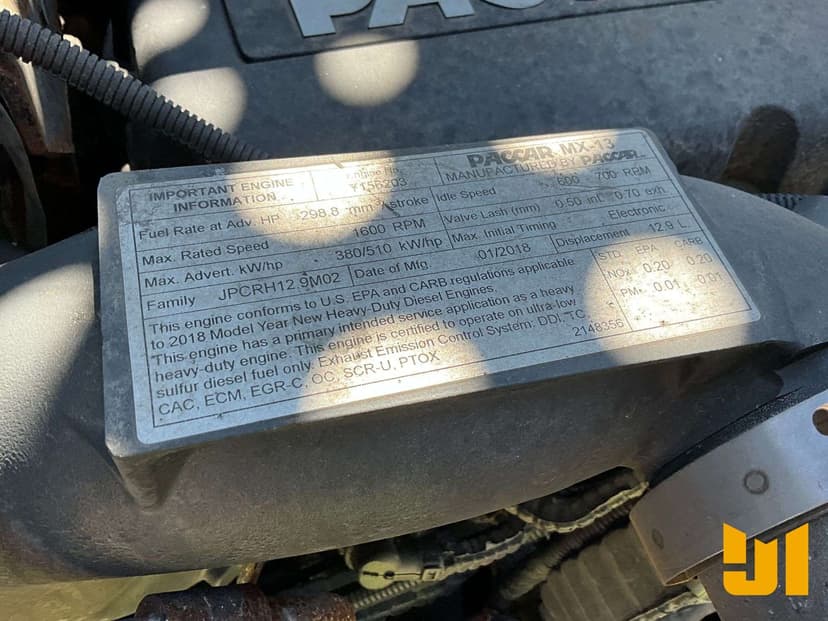 PACCAR
PACCAR MX-13
MANUFACTURED BY PACCAR
IMPORTANT ENGINE
INFORMATION
Engine No.
Y156203
Idle Speed 600 700 RPM
Fuel Rate at Adv. HP 298.8 mm³/stroke
Valve Lash (mm) 0.50 int. 0.70 exh.
Max. Rated Speed 1600 RPM
Max. Initial Timing Electronic
Max. Advert. kW/hp 380/510 kW/hp
Displacement 12.9 L
Family JPCRH12.9M02
Date of Mfg. 01/2018
This engine conforms to U.S. EPA and CARB regulations applicable
to 2018 Model Year New Heavy-Duty Diesel Engines.
This engine has a primary intended service application as a heavy
heavy-duty engine. This engine is certified to operate on ultra-low
sulfur diesel fuel only. Exhaust Emission Control System: DDI, TC,
CAC, ECM, EGR-C, OC, SCR-U, PTOX
2148356
STD EPA CARB
NOx 0.20 0.20
PM 0.01 0.01